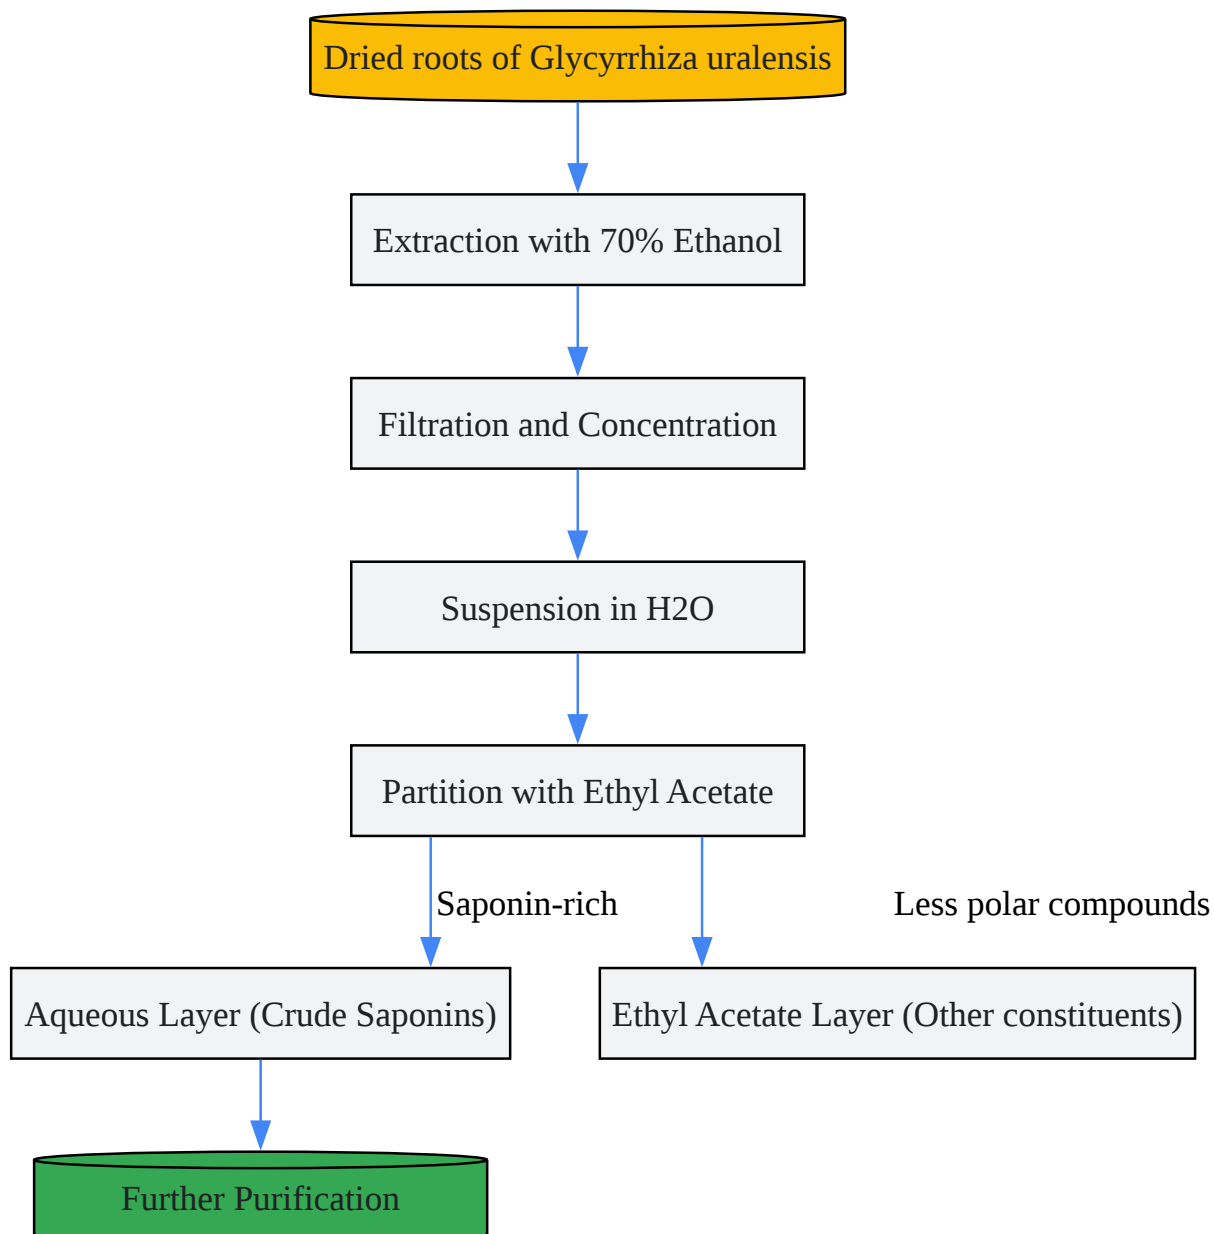 Dried roots of Glycyrrhiza uralensis
Extraction with 70% Ethanol
Filtration and Concentration
Suspension in H2O
Partition with Ethyl Acetate
Saponin-rich
Less polar compounds
Aqueous Layer (Crude Saponins)
Ethyl Acetate Layer (Other constituents)
Further Purification